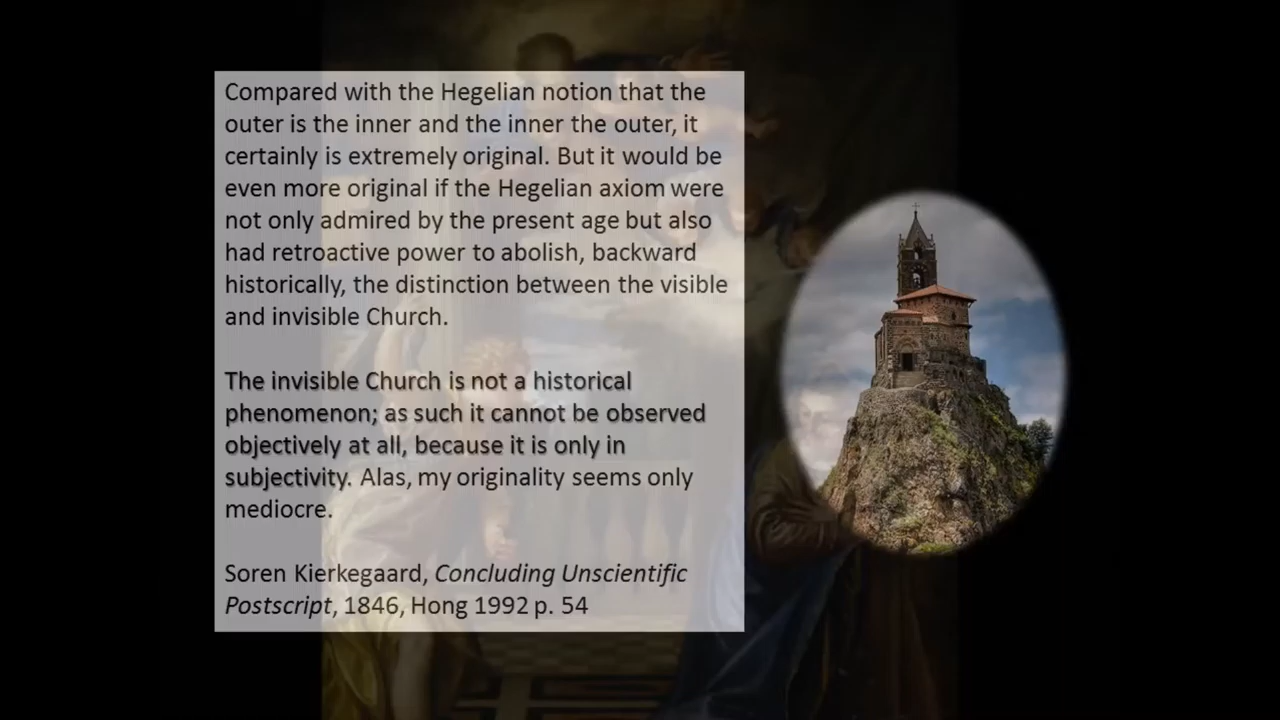 Compared with the Hegelian notion that the
outer is the inner and the inner the outer, it
certainly is extremely original. But it would be
even more original if the Hegelian axiom were
not only admired by the present age but also
had retroactive power to abolish, backward
historically, the distinction between the visible
and invisible Church.
The invisible Church is not a historical
phenomenon; as such it cannot be observed
objectively at all, because it is only in
subjectivity. Alas, my originality seems only
mediocre.
Soren Kierkegaard, Concluding Unscientific
Postscript, 1846, Hong 1992 p. 54